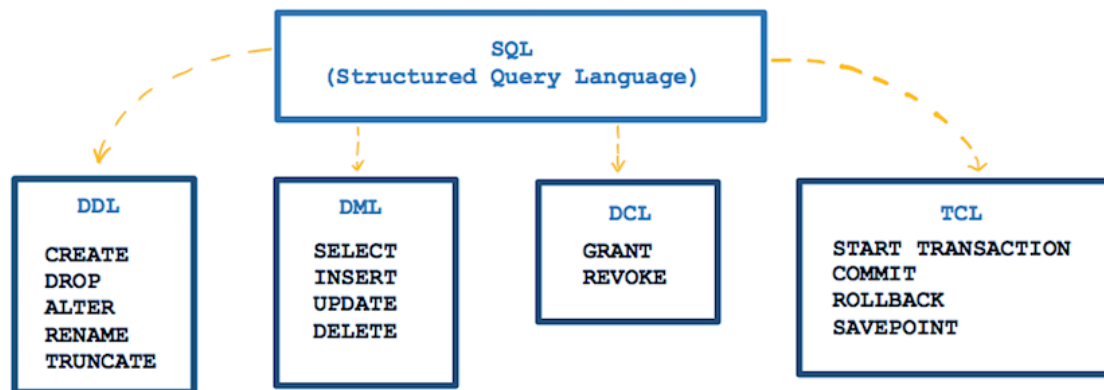 SQL
(Structured Query Language)
DDL
CREATE
DROP
ALTER
RENAME
TRUNCATE
DML
SELECT
INSERT
UPDATE
DELETE
DCL
GRANT
REVOKE
TCL
START TRANSACTION
COMMIT
ROLLBACK
SAVEPOINT